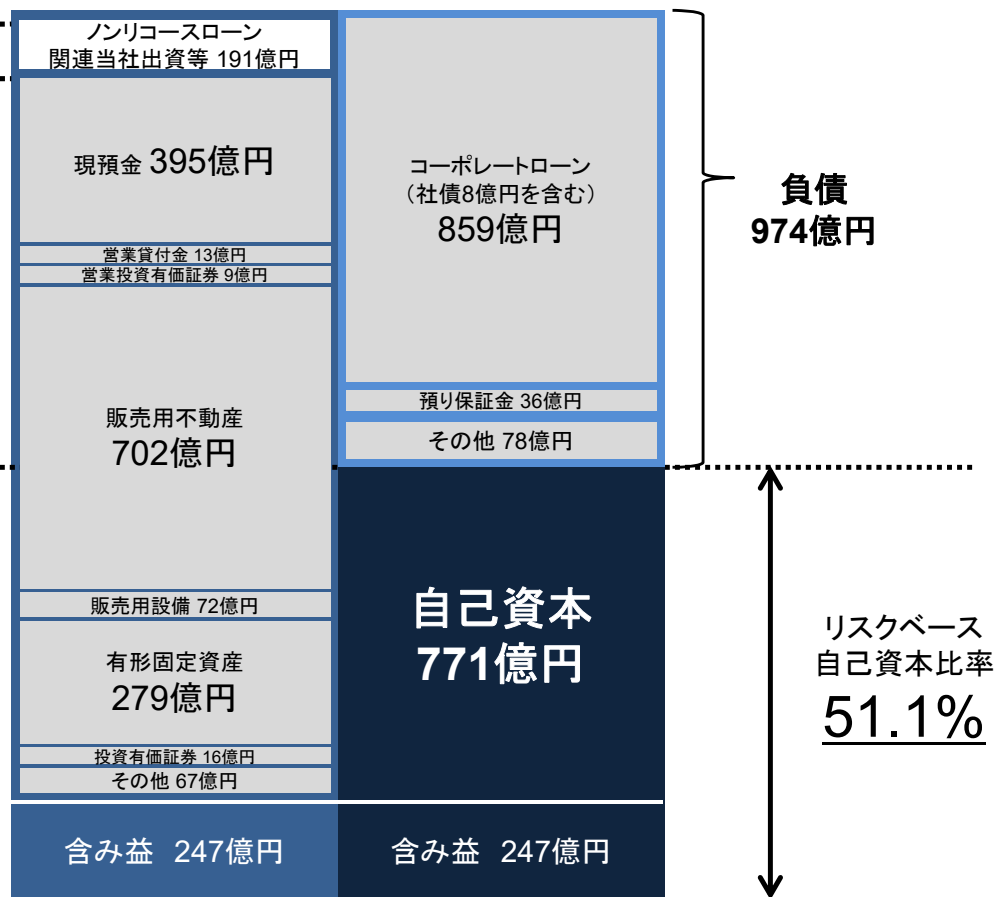 ノンリコースローン
関連当社出資等 191億円
現預金 395億円
営業貸付金 13億円
営業投資有価証券 9億円
販売用不動産
702億円
販売用設備 72億円
有形固定資産
279億円
投資有価証券 16億円
その他 67億円
含み益 247億円
コーポレートローン
（社債8億円を含む）
859億円
預り保証金 36億円
その他 78億円
自己資本
771億円
含み益 247億円
負債
974億円
リスクベース
自己資本比率
51.1%